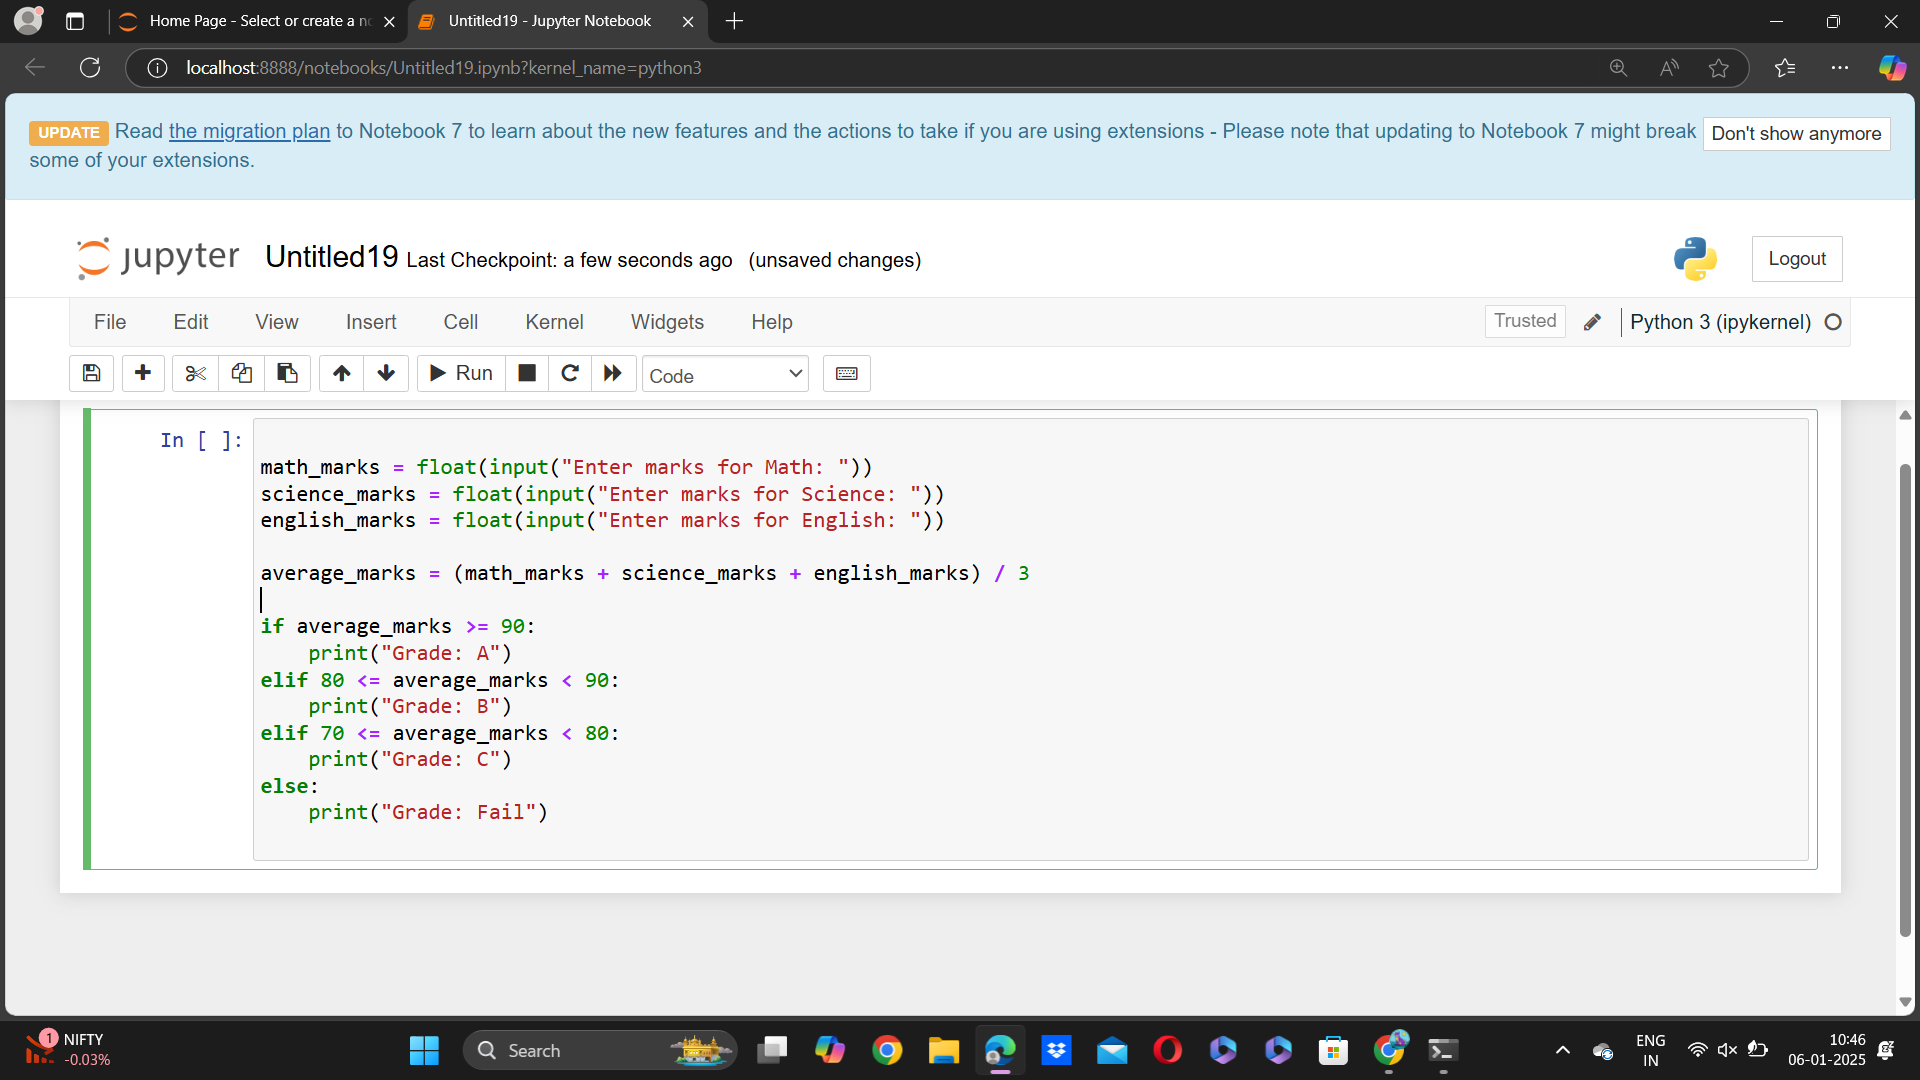 Home Page - Select or create a n
Untitled19 - Jupyter Notebook
localhost:8888/notebooks/Untitled19.ipynb?kernel_name=python3
UPDATE Read the migration plan to Notebook 7 to learn about the new features and the actions to take if you are using extensions - Please note that updating to Notebook 7 might break
some of your extensions.
Don't show anymore
jupyter Untitled19 Last Checkpoint: a few seconds ago (unsaved changes)
Logout
File Edit View Insert Cell Kernel Widgets Help
Trusted Python 3 (ipykernel)
Run Code
In [ ]:
math_marks = float(input("Enter marks for Math: "))
science_marks = float(input("Enter marks for Science: "))
english_marks = float(input("Enter marks for English: "))
average_marks = (math_marks + science_marks + english_marks) / 3
if average_marks >= 90:
    print("Grade: A")
elif 80 <= average_marks < 90:
    print("Grade: B")
elif 70 <= average_marks < 80:
    print("Grade: C")
else:
    print("Grade: Fail")
1
NIFTY
-0.03%
Search
ENG
IN
10:46
06-01-2025